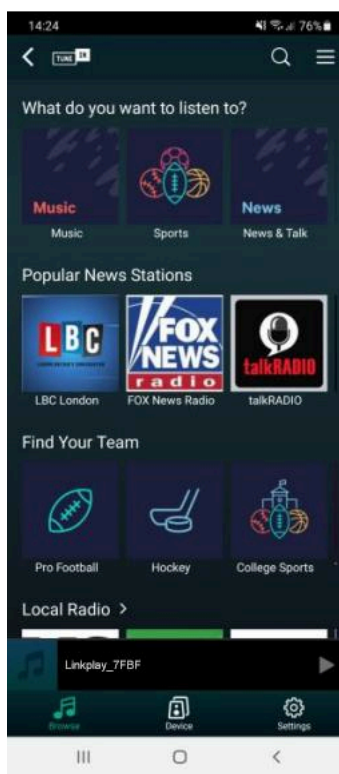 14:24 76%
TUNE IN
What do you want to listen to?
Music News
Music Sports News & Talk
Popular News Stations
LBC
FOX
NEWS
radio
talkRADIO
LBC London FOX News Radio talkRADIO
Find Your Team
Pro Football Hockey College Sports
Local Radio >
Linkplay_7FBF
Browse Device Settings